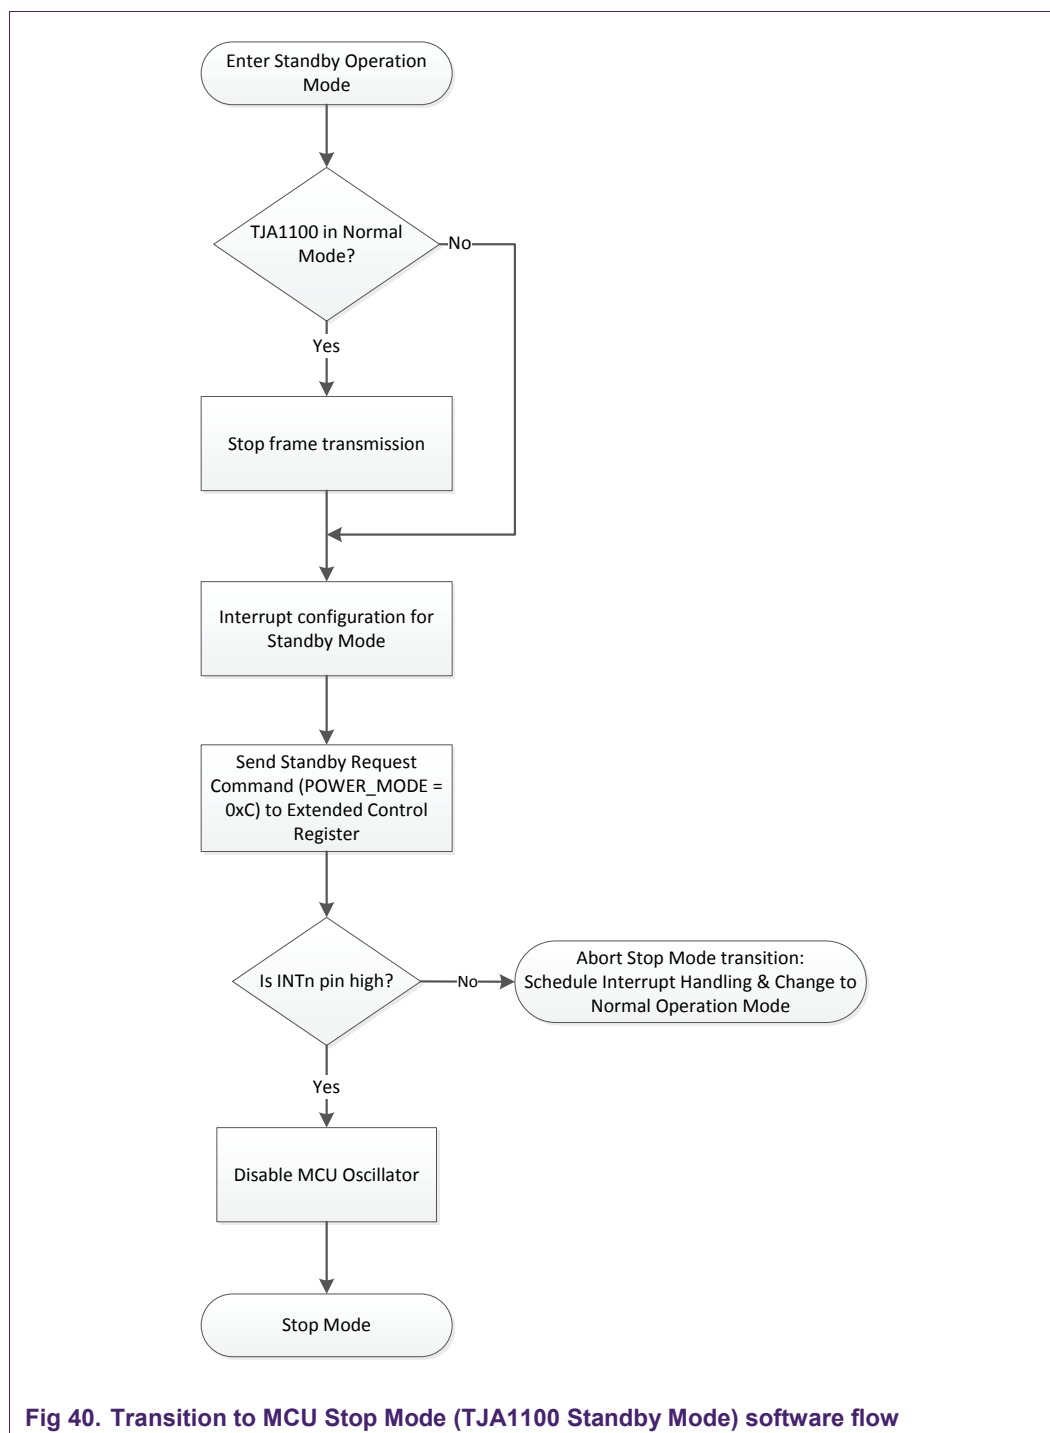 Enter Standby Operation
Mode
TJA1100 in Normal
Mode?
No
Yes
Stop frame transmission
Interrupt configuration for
Standby Mode
Send Standby Request
Command (POWER_MODE =
0xC) to Extended Control
Register
Is INTn pin high?
No
Abort Stop Mode transition:
Schedule Interrupt Handling & Change to
Normal Operation Mode
Yes
Disable MCU Oscillator
Stop Mode
Fig 40. Transition to MCU Stop Mode (TJA1100 Standby Mode) software flow